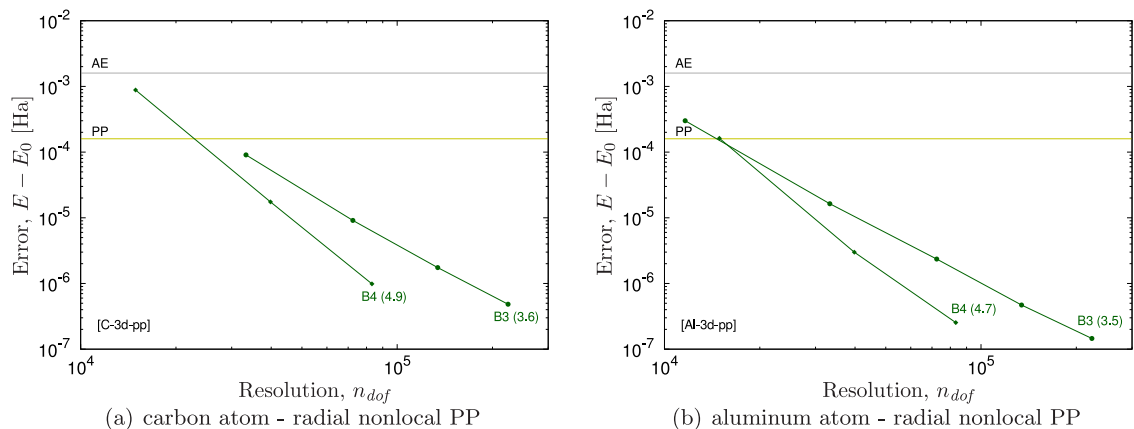 10^-2
10^-3
10^-4
10^-5
10^-6
10^-7
Error, E − E_0 [Ha]
AE
PP
B4 (4.9)
B3 (3.6)
[C-3d-pp]
10^4
10^5
Resolution, n_dof
(a) carbon atom - radial nonlocal PP
10^-2
10^-3
10^-4
10^-5
10^-6
10^-7
Error, E − E_0 [Ha]
AE
PP
B4 (4.7)
B3 (3.5)
[Al-3d-pp]
10^4
10^5
Resolution, n_dof
(b) aluminum atom - radial nonlocal PP